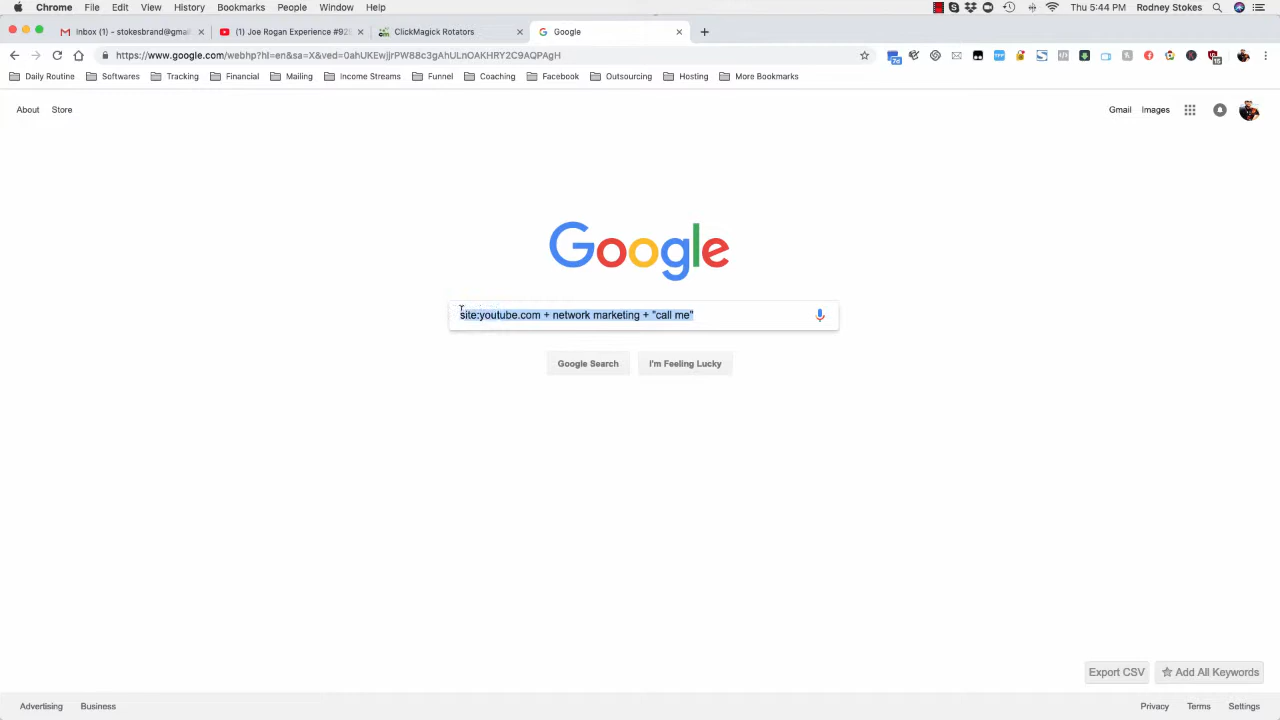 Chrome File Edit View History Bookmarks People Window Help Thu 5:44 PM Rodney Stokes
Inbox (1) - stokesbrand@gmai Joe Rogan Experience #925 ClickMagick Rotators Google
https://www.google.com/webhp?hl=en&sa=X&ved=0ahUKEwjlrPW88c3gAhULnOAKHRY2C9AQPAgH
Daily Routine Softwares Tracking Financial Mailing Income Streams Funnel Coaching Facebook Outsourcing Hosting More Bookmarks
About Store Gmail Images
Google
site:youtube.com + network marketing + "call me"
Google Search I'm Feeling Lucky
Export CSV Add All Keywords
Advertising Business Privacy Terms Settings